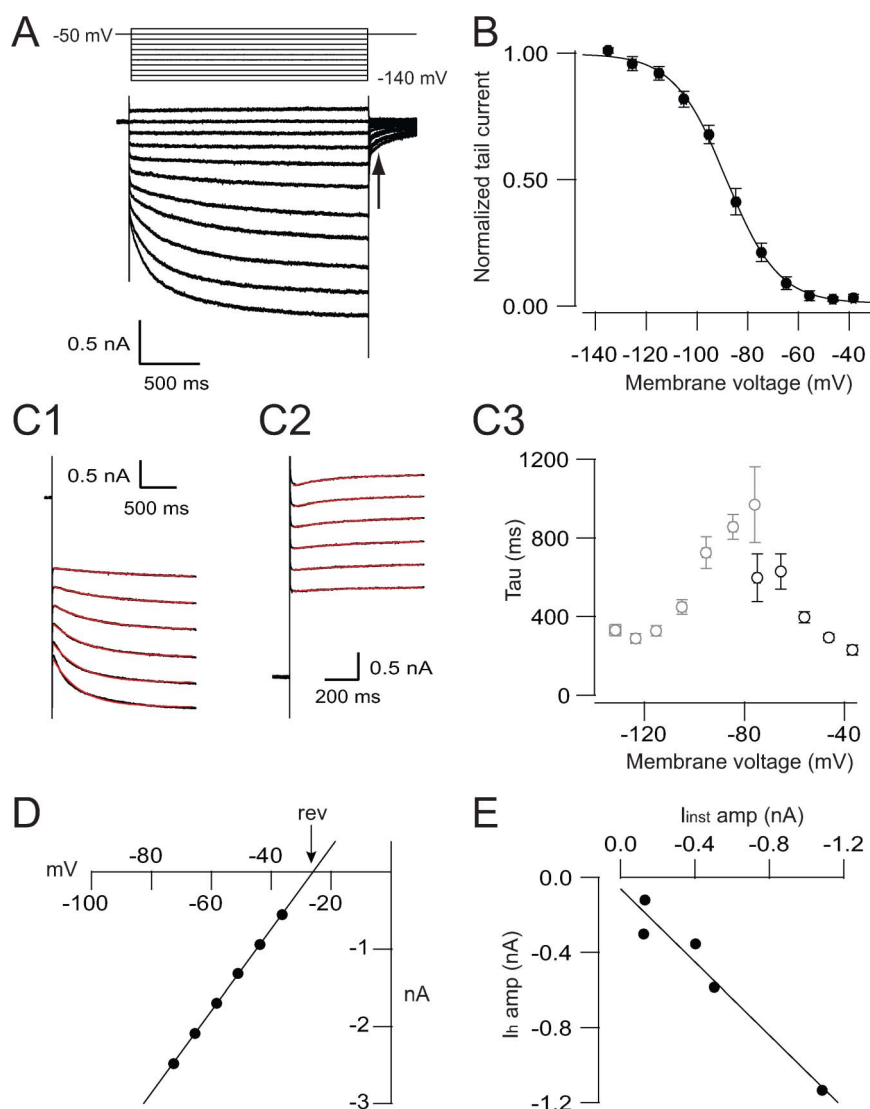 A
-50 mV
-140 mV
0.5 nA
500 ms
B
Normalized tail current
1.00
0.50
0.00
-140 -120 -100 -80 -60 -40
Membrane voltage (mV)
C1
0.5 nA
500 ms
C2
0.5 nA
200 ms
C3
Tau (ms)
1200
800
400
0
-120 -80 -40
Membrane voltage (mV)
D
rev
mV
-80 -40
-100 -60 -20
-1
nA
-2
-3
E
Iinst amp (nA)
0.0 -0.4 -0.8 -1.2
Ih amp (nA)
0.0
-0.4
-0.8
-1.2